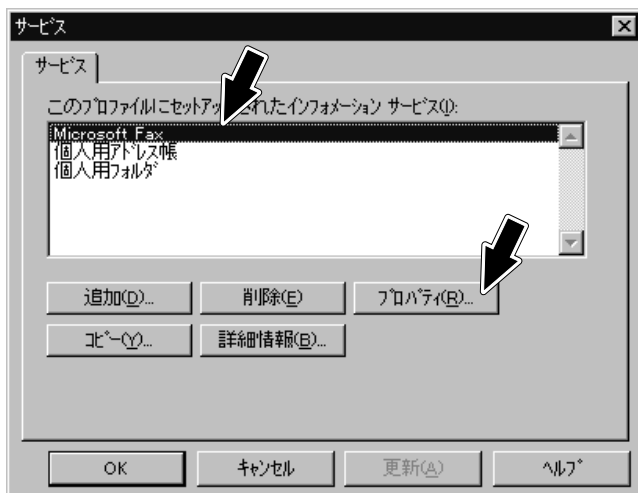 サービス
サービス
このプロファイルにセットアップされたインフォメーション サービス(I):
Microsoft Fax
個人用アドレス帳
個人用フォルダ
追加(D)... 削除(E) プロパティ(R)...
コピー(Y)... 詳細情報(B)...
OK キャンセル 更新(A) ヘルプ